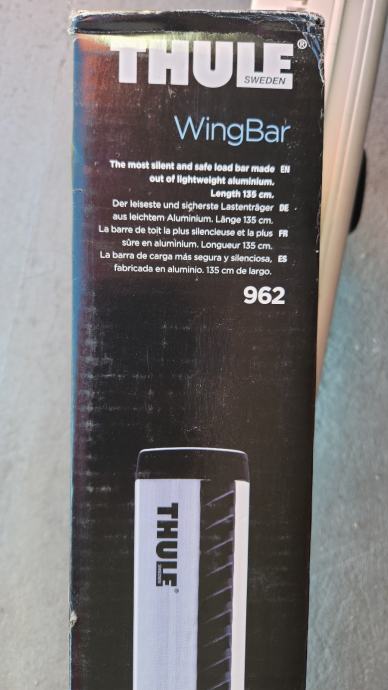 THULE®
SWEDEN
WingBar
The most silent and safe load bar made EN
out of lightweight aluminium.
Length 135 cm.
Der leiseste und sicherste Lastenträger DE
aus leichtem Aluminium. Länge 135 cm.
La barre de toit la plus silencieuse et la plus FR
sûre en aluminium. Longueur 135 cm.
La barra de carga más segura y silenciosa, ES
fabricada en aluminio. 135 cm de largo.
962
THULE®
SWEDEN